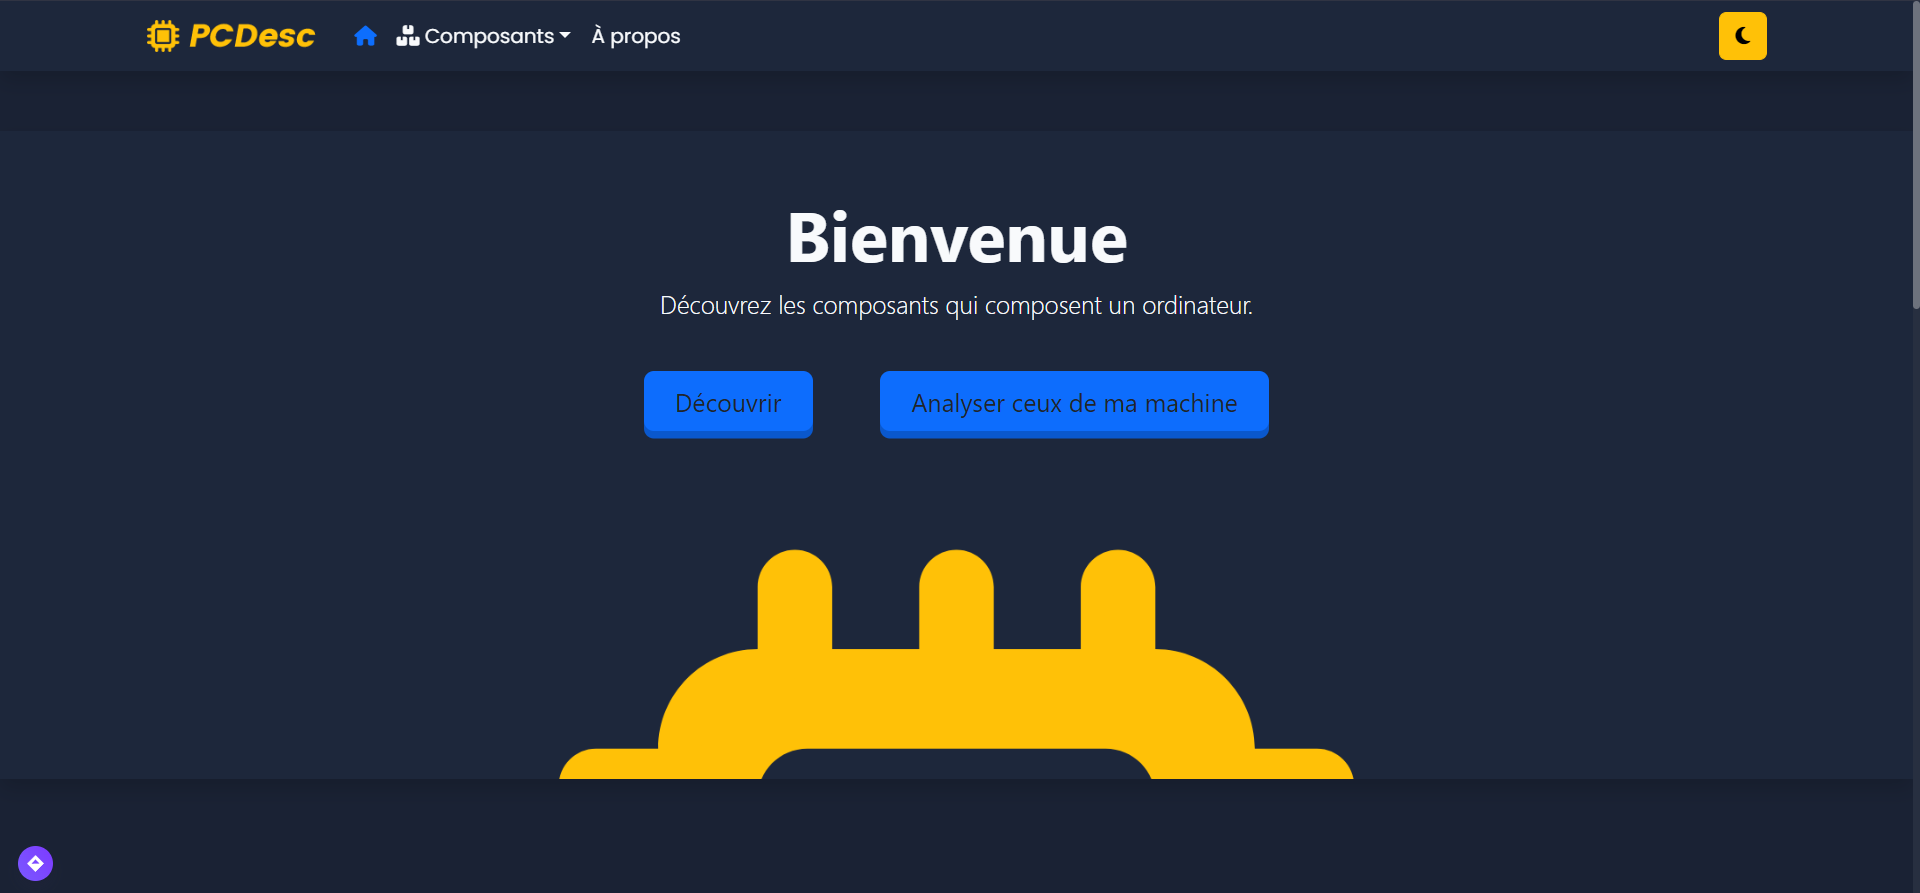 PCDesc
Composants
À propos
Bienvenue
Découvrez les composants qui composent un ordinateur.
Découvrir
Analyser ceux de ma machine